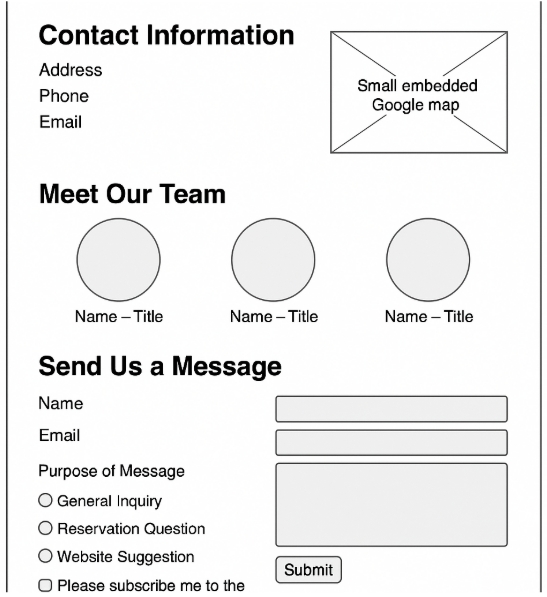 Contact Information
Address
Phone
Email
Small embedded
Google map
Meet Our Team
Name – Title
Name – Title
Name – Title
Send Us a Message
Name
Email
Purpose of Message
General Inquiry
Reservation Question
Website Suggestion
Please subscribe me to the
Submit